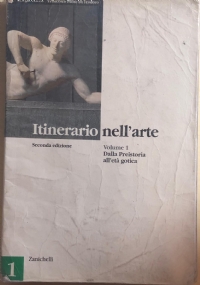 Itinerario nell'arte
Seconda edizione
Volume 1
Dalla Preistoria
all'età gotica
1
Zanichelli